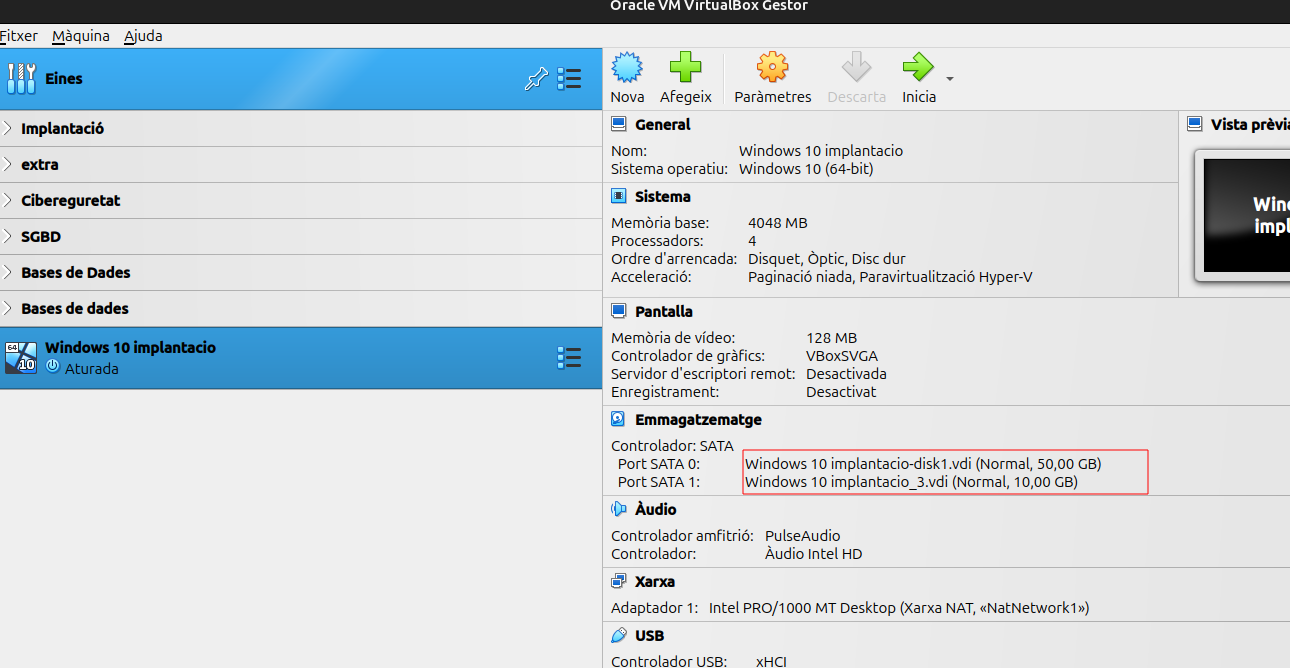 Oracle VM VirtualBox Gestor
Fitxer Màquina Ajuda
Eines
Implantació
extra
Cibereguretat
SGBD
Bases de Dades
Bases de dades
64
10
Windows 10 implantacio
Aturada
Nova Afegeix Paràmetres Descarta Inicia
General
Nom: Windows 10 implantacio
Sistema operatiu: Windows 10 (64-bit)
Sistema
Memòria base: 4048 MB
Processadors: 4
Ordre d'arrencada: Disquet, Òptic, Disc dur
Acceleració: Paginació niada, Paravirtualització Hyper-V
Pantalla
Memòria de vídeo: 128 MB
Controlador de gràfics: VBoxSVGA
Servidor d'escriptori remot: Desactivada
Enregistrament: Desactivat
Emmagatzematge
Controlador: SATA
Port SATA 0: Windows 10 implantacio-disk1.vdi (Normal, 50,00 GB)
Port SATA 1: Windows 10 implantacio_3.vdi (Normal, 10,00 GB)
Àudio
Controlador amfitrió: PulseAudio
Controlador: Àudio Intel HD
Xarxa
Adaptador 1: Intel PRO/1000 MT Desktop (Xarxa NAT, «NatNetwork1»)
USB
Controlador USB: xHCI
Vista prèvia
Wind
impl